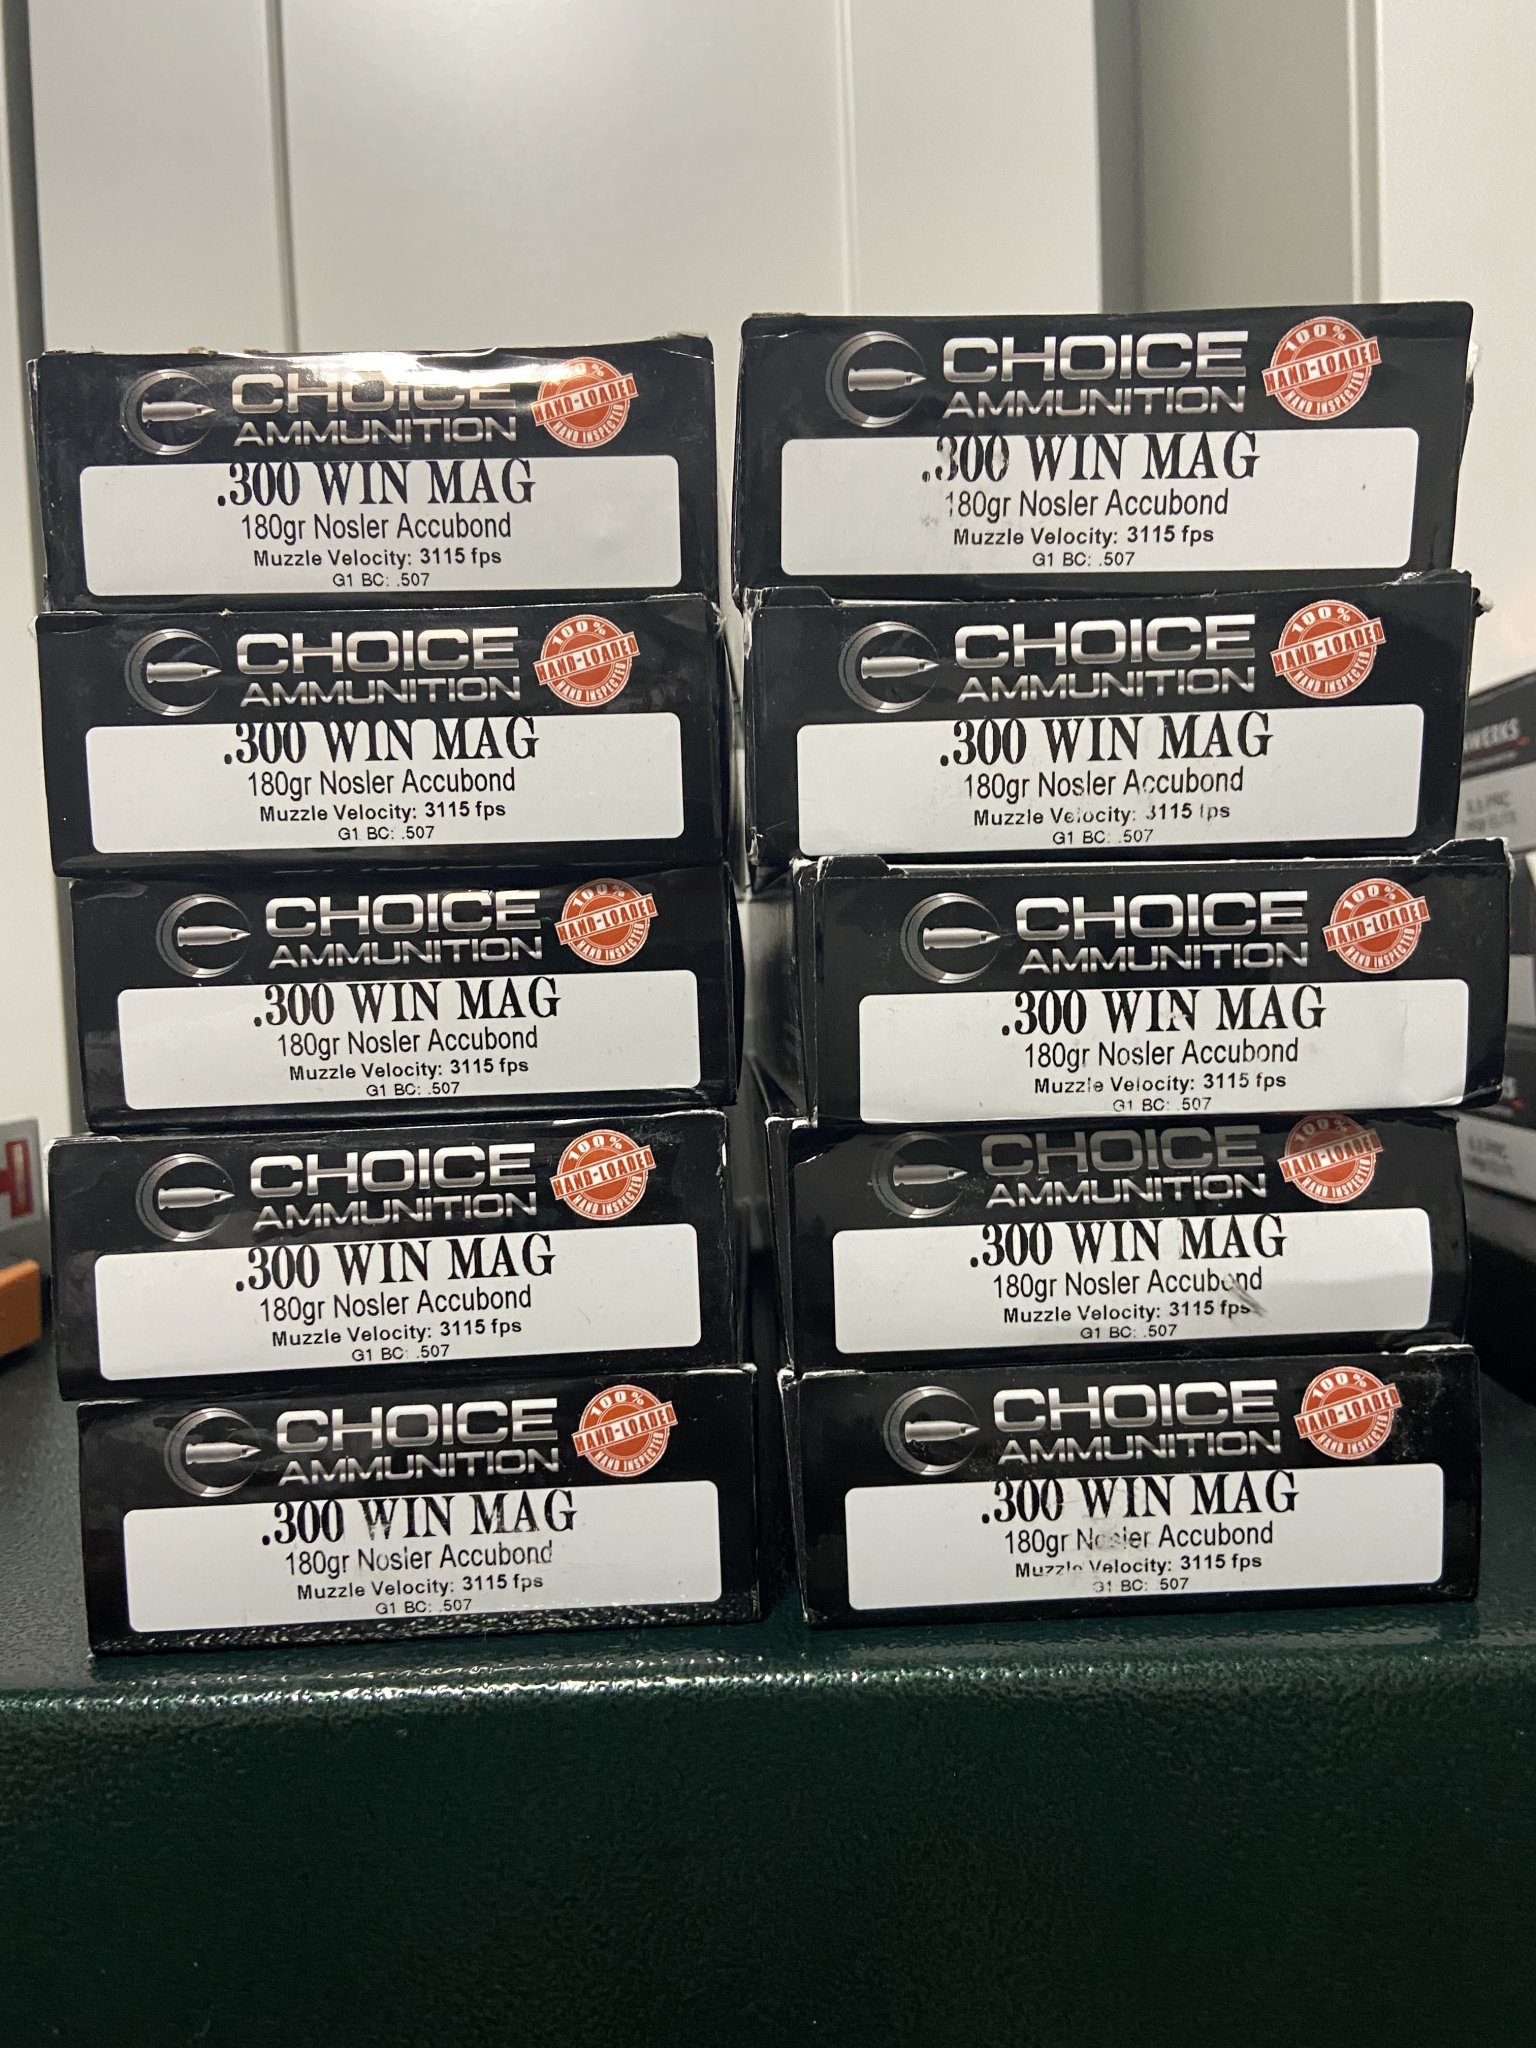 CHOICE
AMMUNITION
100%
HAND-LOADED
HAND INSPECTED
.300 WIN MAG
180gr Nosler Accubond
Muzzle Velocity: 3115 fps
G1 BC: .507
CHOICE
AMMUNITION
100%
HAND-LOADED
HAND INSPECTED
.300 WIN MAG
180gr Nosler Accubond
Muzzle Velocity: 3115 fps
G1 BC: .507
CHOICE
AMMUNITION
100%
HAND-LOADED
HAND INSPECTED
.300 WIN MAG
180gr Nosler Accubond
Muzzle Velocity: 3115 fps
G1 BC: .507
CHOICE
AMMUNITION
100%
HAND-LOADED
HAND INSPECTED
.300 WIN MAG
180gr Nosler Accubond
Muzzle Velocity: 3115 fps
G1 BC: .507
CHOICE
AMMUNITION
100%
HAND-LOADED
HAND INSPECTED
.300 WIN MAG
180gr Nosler Accubond
Muzzle Velocity: 3115 fps
G1 BC: .507
CHOICE
AMMUNITION
100%
HAND-LOADED
HAND INSPECTED
.300 WIN MAG
180gr Nosler Accubond
Muzzle Velocity: 3115 fps
G1 BC: .507
CHOICE
AMMUNITION
100%
HAND-LOADED
HAND INSPECTED
.300 WIN MAG
180gr Nosler Accubond
Muzzle Velocity: 3115 fps
G1 BC: .507
CHOICE
AMMUNITION
100%
HAND-LOADED
HAND INSPECTED
.300 WIN MAG
180gr Nosler Accubond
Muzzle Velocity: 3115 fps
G1 BC: .507
CHOICE
AMMUNITION
100%
HAND-LOADED
HAND INSPECTED
.300 WIN MAG
180gr Nosler Accubond
Muzzle Velocity: 3115 fps
G1 BC: .507
CHOICE
AMMUNITION
100%
HAND-LOADED
HAND INSPECTED
.300 WIN MAG
180gr Nosler Accubond
Muzzle Velocity: 3115 fps
G1 BC: .507